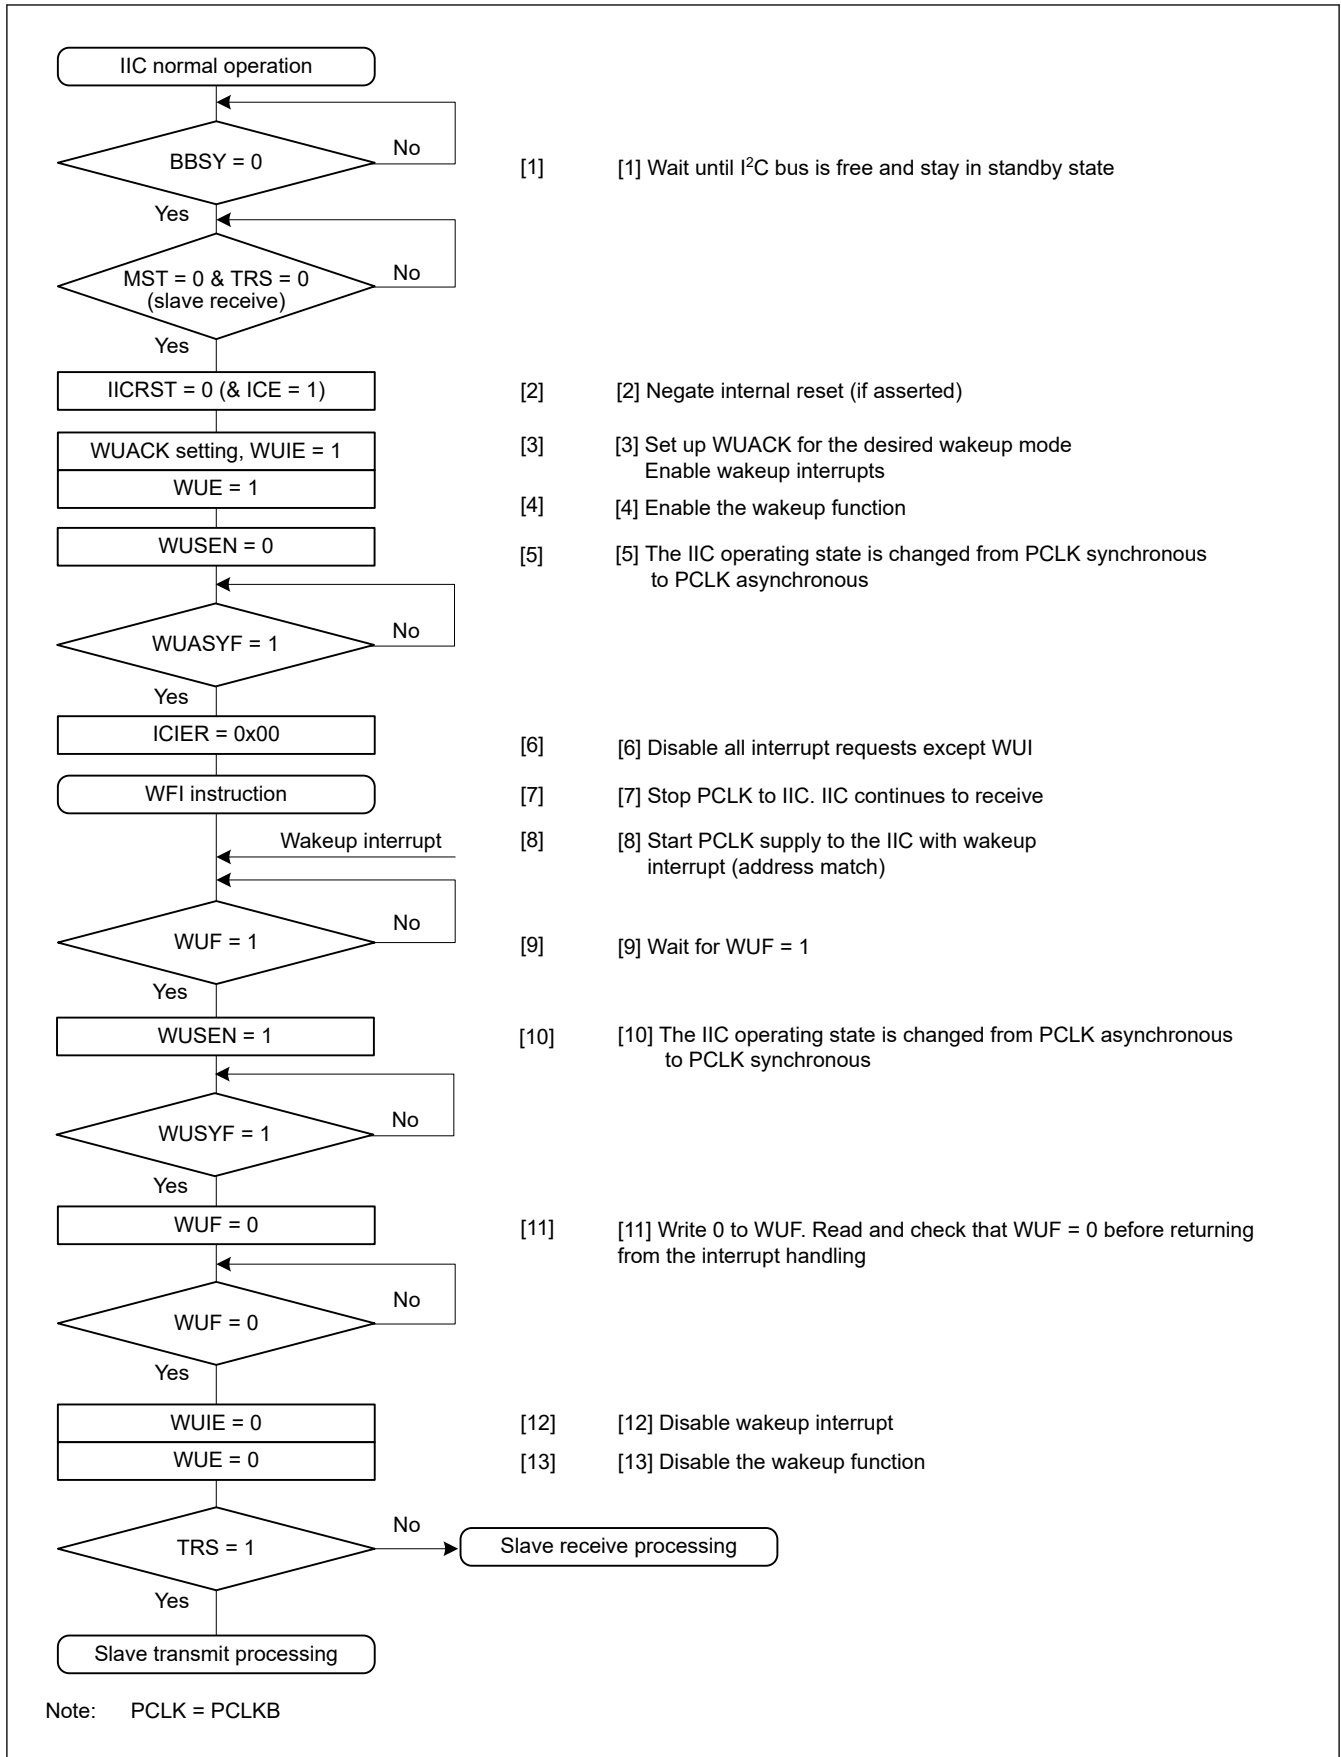 IIC normal operation
BBSY = 0
No
[1]
[1] Wait until I²C bus is free and stay in standby state
Yes
MST = 0 & TRS = 0
(slave receive)
No
Yes
IICRST = 0 (& ICE = 1)
[2]
[2] Negate internal reset (if asserted)
WUACK setting, WUIE = 1
[3]
[3] Set up WUACK for the desired wakeup mode
Enable wakeup interrupts
WUE = 1
[4]
[4] Enable the wakeup function
WUSEN = 0
[5]
[5] The IIC operating state is changed from PCLK synchronous
to PCLK asynchronous
WUASYF = 1
No
Yes
ICIER = 0x00
[6]
[6] Disable all interrupt requests except WUI
WFI instruction
[7]
[7] Stop PCLK to IIC. IIC continues to receive
Wakeup interrupt
[8]
[8] Start PCLK supply to the IIC with wakeup
interrupt (address match)
WUF = 1
No
[9]
[9] Wait for WUF = 1
Yes
WUSEN = 1
[10]
[10] The IIC operating state is changed from PCLK asynchronous
to PCLK synchronous
WUSYF = 1
No
Yes
WUF = 0
[11]
[11] Write 0 to WUF. Read and check that WUF = 0 before returning
from the interrupt handling
WUF = 0
No
Yes
WUIE = 0
[12]
[12] Disable wakeup interrupt
WUE = 0
[13]
[13] Disable the wakeup function
TRS = 1
No
Slave receive processing
Yes
Slave transmit processing
Note: PCLK = PCLKB